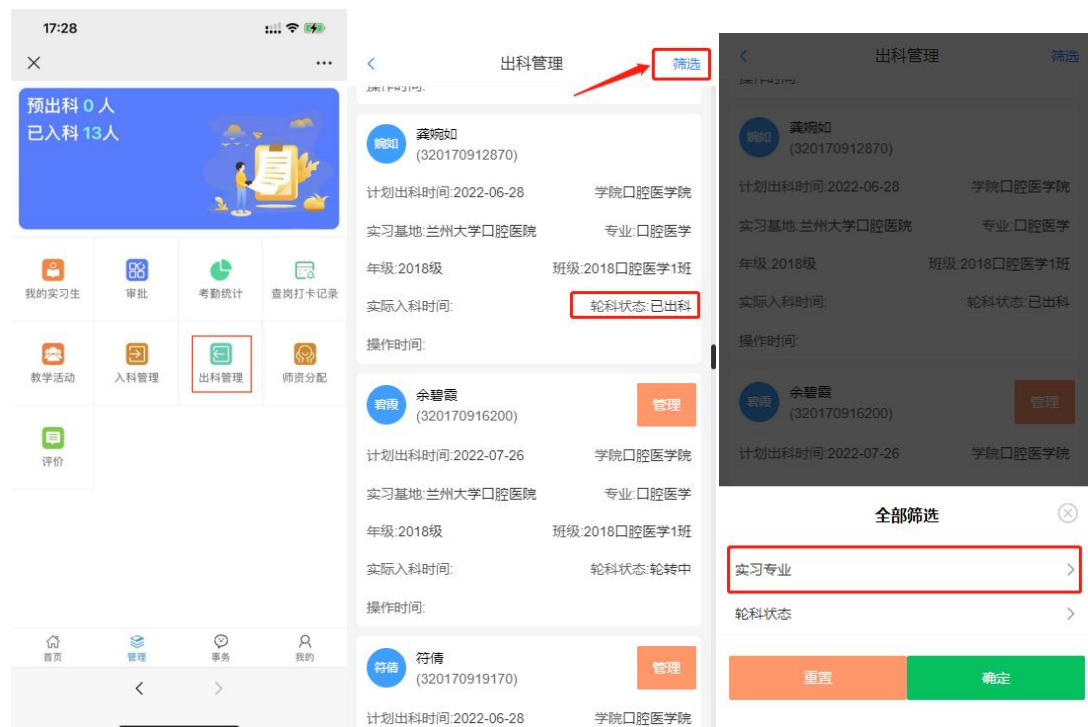 17:28
预出科 0 人
已入科 13人
我的实习生
审批
考勤统计
查岗打卡记录
教学活动
入科管理
出科管理
师资分配
评价
首页
管理
事务
我的
出科管理
筛选
操作时间:
婉如
龚婉如
(320170912870)
计划出科时间:2022-06-28
学院口腔医学院
实习基地:兰州大学口腔医院
专业:口腔医学
年级:2018级
班级:2018口腔医学1班
实际入科时间:
轮科状态:已出科
操作时间:
碧霞
余碧霞
(320170916200)
管理
计划出科时间:2022-07-26
学院口腔医学院
实习基地:兰州大学口腔医院
专业:口腔医学
年级:2018级
班级:2018口腔医学1班
实际入科时间:
轮科状态:轮转中
操作时间:
符倩
符倩
(320170919170)
管理
计划出科时间:2022-06-28
学院口腔医学院
出科管理
筛选
操作时间:
婉如
龚婉如
(320170912870)
计划出科时间:2022-06-28
学院口腔医学院
实习基地:兰州大学口腔医院
专业:口腔医学
年级:2018级
班级:2018口腔医学1班
实际入科时间:
轮科状态:已出科
操作时间:
碧霞
余碧霞
(320170916200)
管理
计划出科时间:2022-07-26
学院口腔医学院
全部筛选
实习专业
轮科状态
重置
确定